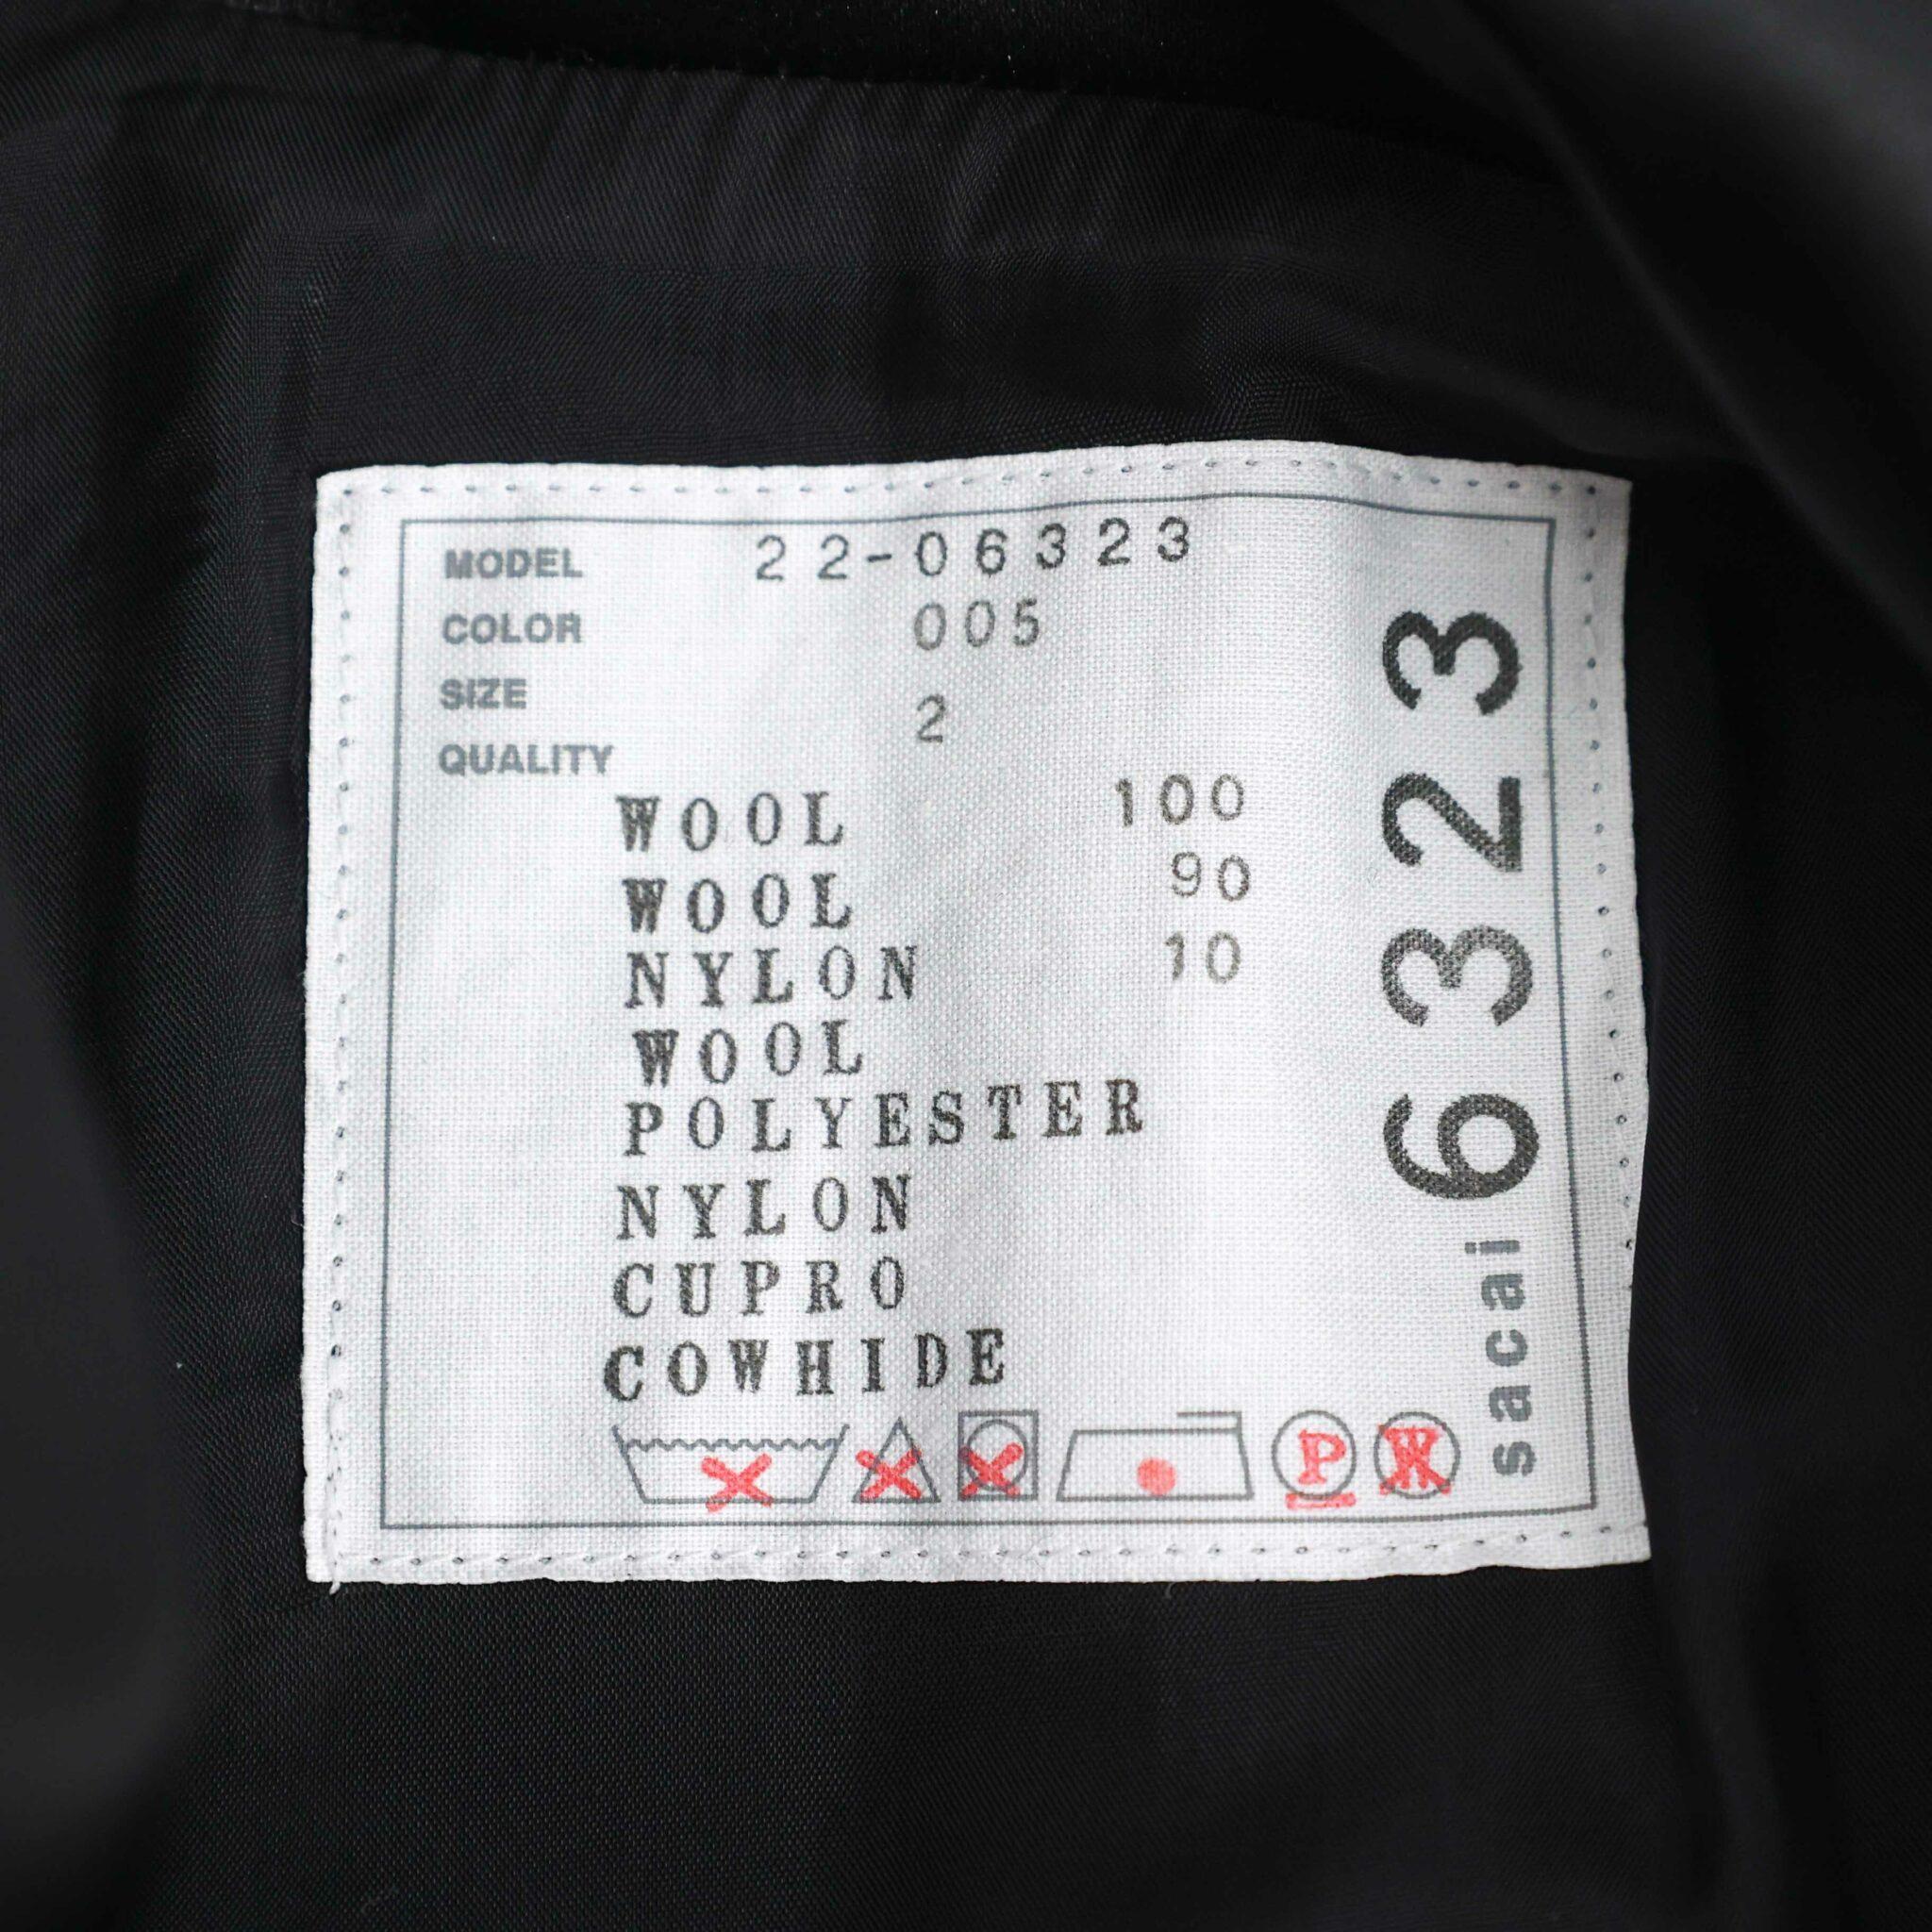 MODEL 22-06323
COLOR 005
SIZE 2
QUALITY
WOOL 100
WOOL 90
NYLON 10
WOOL
POLYESTER
NYLON
CUPRO
COWHIDE
P W
sacai 6323